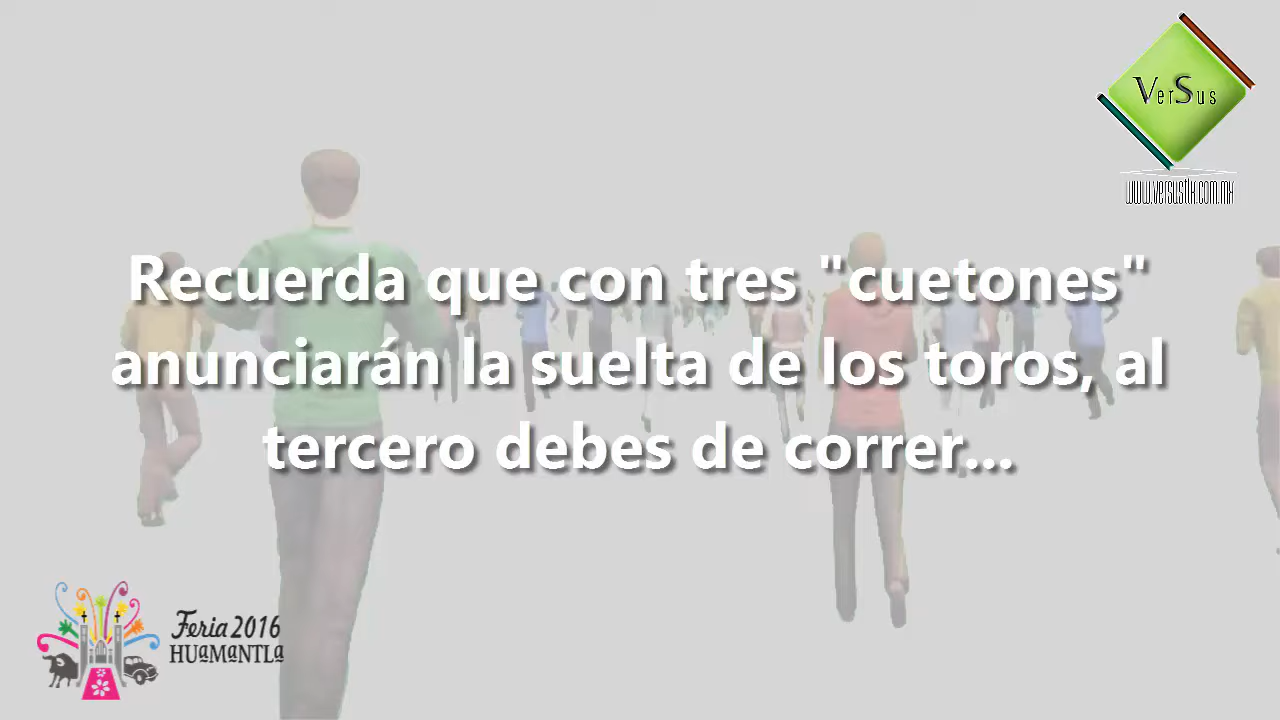 VerSus
www.versustlx.com.mx
Recuerda que con tres "cuetones"
anunciarán la suelta de los toros, al
tercero debes de correr...
Feria 2016
HUaMaNTLa